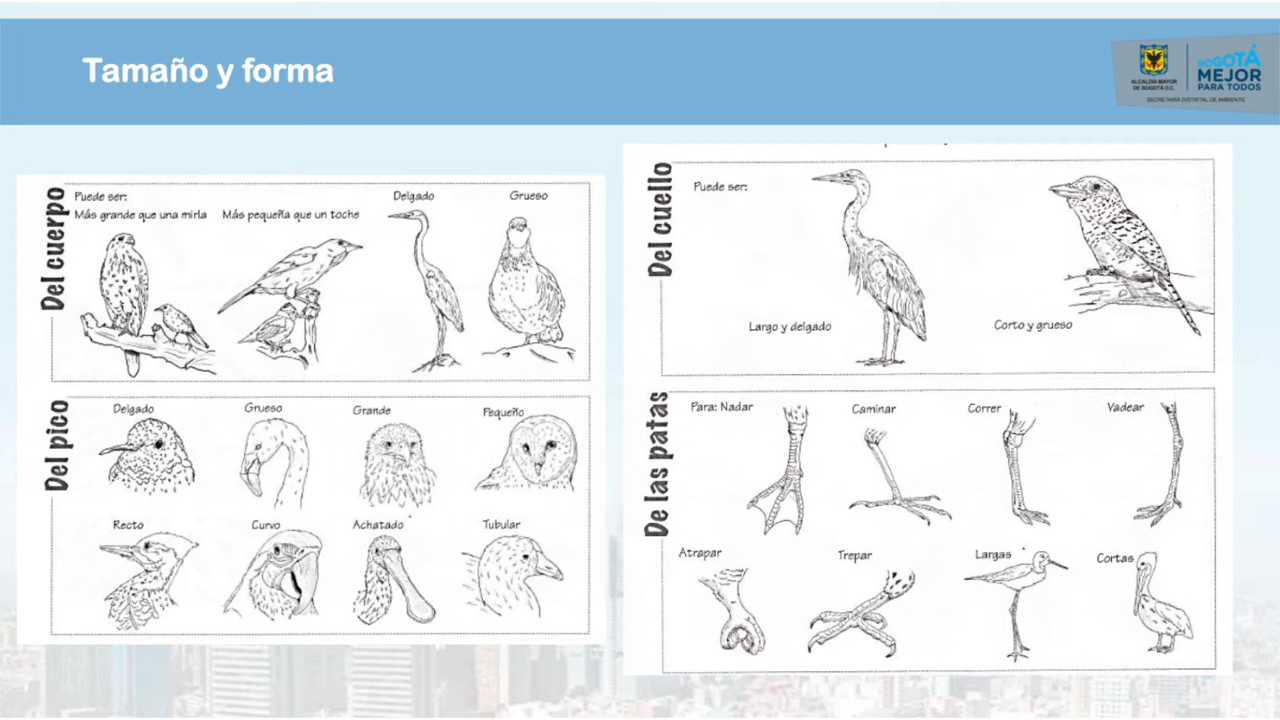 Tamaño y forma
ALCALDÍA MAYOR
DE BOGOTÁ D.C.
BOGOTÁ
MEJOR
PARA TODOS
SECRETARÍA DISTRITAL DE AMBIENTE
Del cuerpo
Puede ser:
Más grande que una mirla
Más pequeña que un toche
Delgado
Grueso
Del pico
Delgado
Grueso
Grande
Pequeño
Recto
Curvo
Achatado
Tubular
Del cuello
Puede ser:
Largo y delgado
Corto y grueso
De las patas
Para: Nadar
Caminar
Correr
Vadear
Atrapar
Trepar
Largas
Cortas